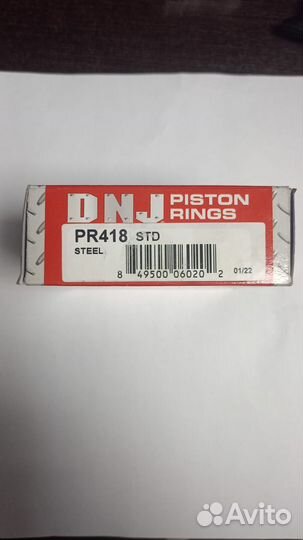 DNJ PISTON
RINGS
PR418 STD
STEEL
8 49500 06020 2
01/22
Avito